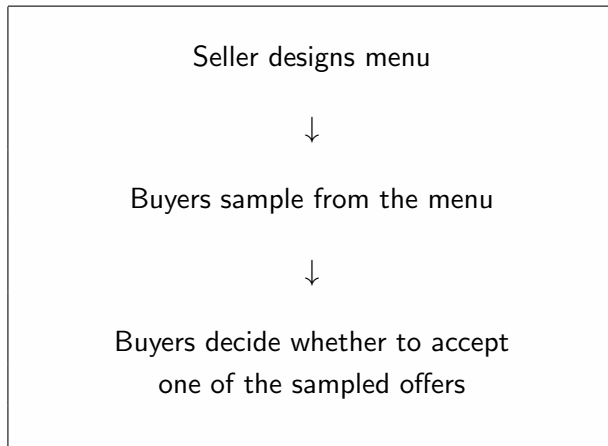 Seller designs menu
↓
Buyers sample from the menu
↓
Buyers decide whether to accept
one of the sampled offers